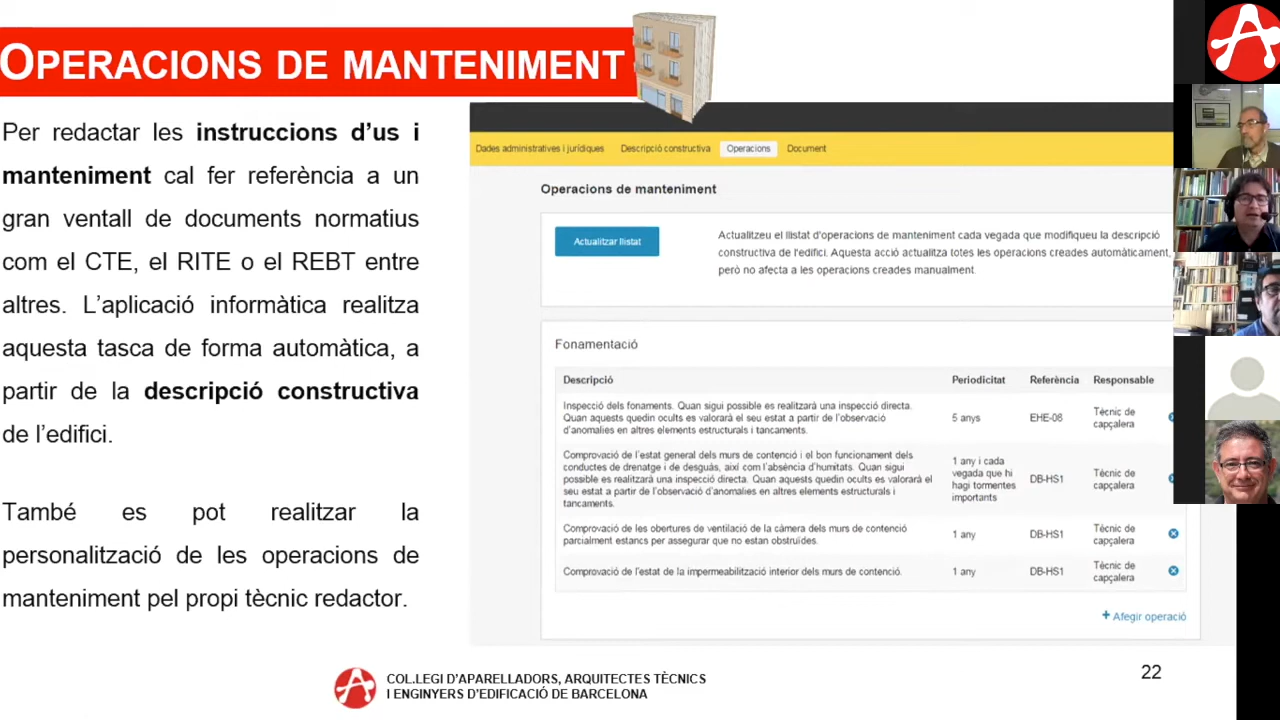 OPERACIONS DE MANTENIMENT
Per redactar les instruccions d'us i
manteniment cal fer referència a un
gran ventall de documents normatius
com el CTE, el RITE o el REBT entre
altres. L'aplicació informàtica realitza
aquesta tasca de forma automàtica, a
partir de la descripció constructiva
de l'edifici.
També es pot realitzar la
personalització de les operacions de
manteniment pel propi tècnic redactor.
Dades administratives i jurídiques Descripció constructiva Operacions Document
Operacions de manteniment
Actualitzar llistat
Actualitzeu el llistat d'operacions de manteniment cada vegada que modifiqueu la descripció
constructiva de l'edifici. Aquesta acció actualitza totes les operacions creades automàticament,
però no afecta a les operacions creades manualment.
Fonamentació
Descripció Periodicitat Referència Responsable
Inspecció dels fonaments. Quan sigui possible es realitzarà una inspecció directa.
Quan aquests quedin ocults es valorarà el seu estat a partir de l'observació
d'anomalies en altres elements estructurals i tancaments.
5 anys
EHE-08
Tècnic de
capçalera
Comprovació de l'estat general dels murs de contenció i el bon funcionament dels
conductes de drenatge i de desguàs, així com l'absència d'humitats. Quan sigui
possible es realitzarà una inspecció directa. Quan aquests quedin ocults es valorarà el
seu estat a partir de l'observació d'anomalies en altres elements estructurals i
tancaments.
1 any i cada
vegada que hi
hagi tormentes
importants
DB-HS1
Tècnic de
capçalera
Comprovació de les obertures de ventilació de la càmera dels murs de contenció
parcialment estancs per assegurar que no estan obstruïdes.
1 any
DB-HS1
Tècnic de
capçalera
Comprovació de l'estat de la impermeabilització interior dels murs de contenció.
1 any
DB-HS1
Tècnic de
capçalera
+ Afegir operació
COL.LEGI D'APARELLADORS, ARQUITECTES TÈCNICS
I ENGINYERS D'EDIFICACIÓ DE BARCELONA
22